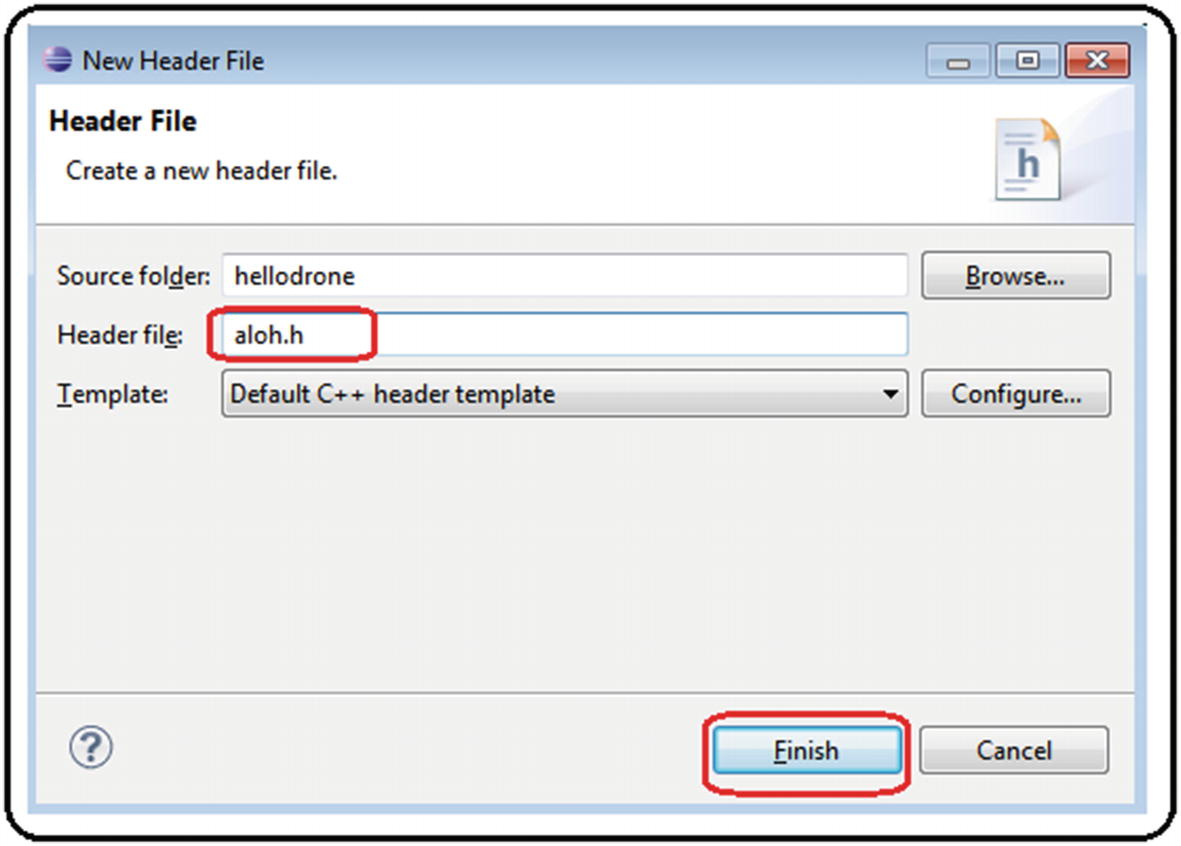 New Header File
Header File
Create a new header file.
h
Source folder: hellodrone Browse...
Header file: aloh.h
Template: Default C++ header template Configure...
? Finish Cancel